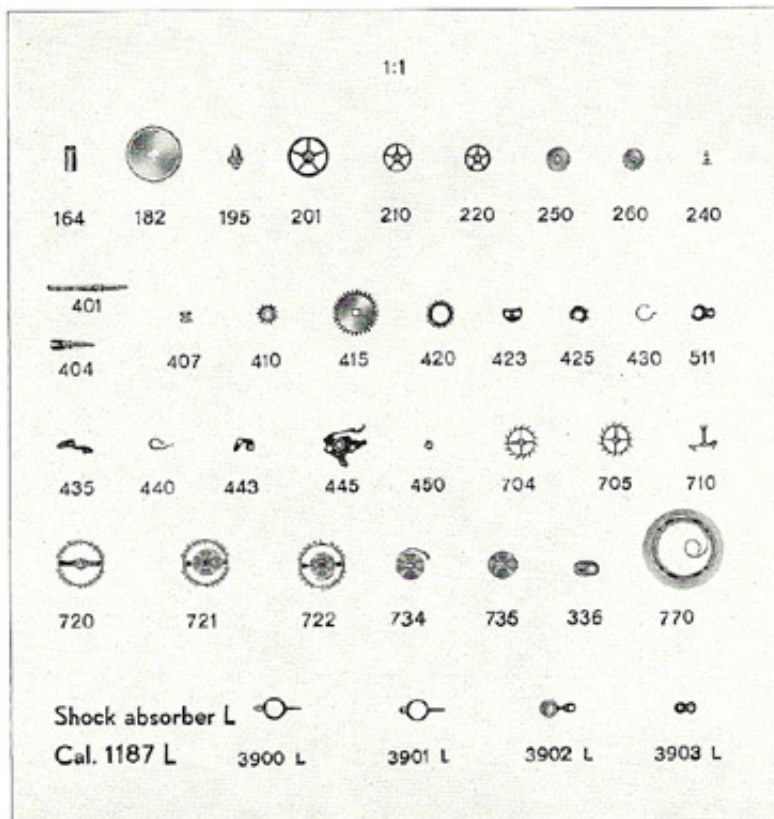 1:1
164 182 195 201 210 220 250 260 240
401
407 410 415 420 423 425 430 511
404
435 440 443 445 450 704 705 710
720 721 722 734 735 336 770
Shock absorber L
Cal. 1187 L 3900 L 3901 L 3902 L 3903 L